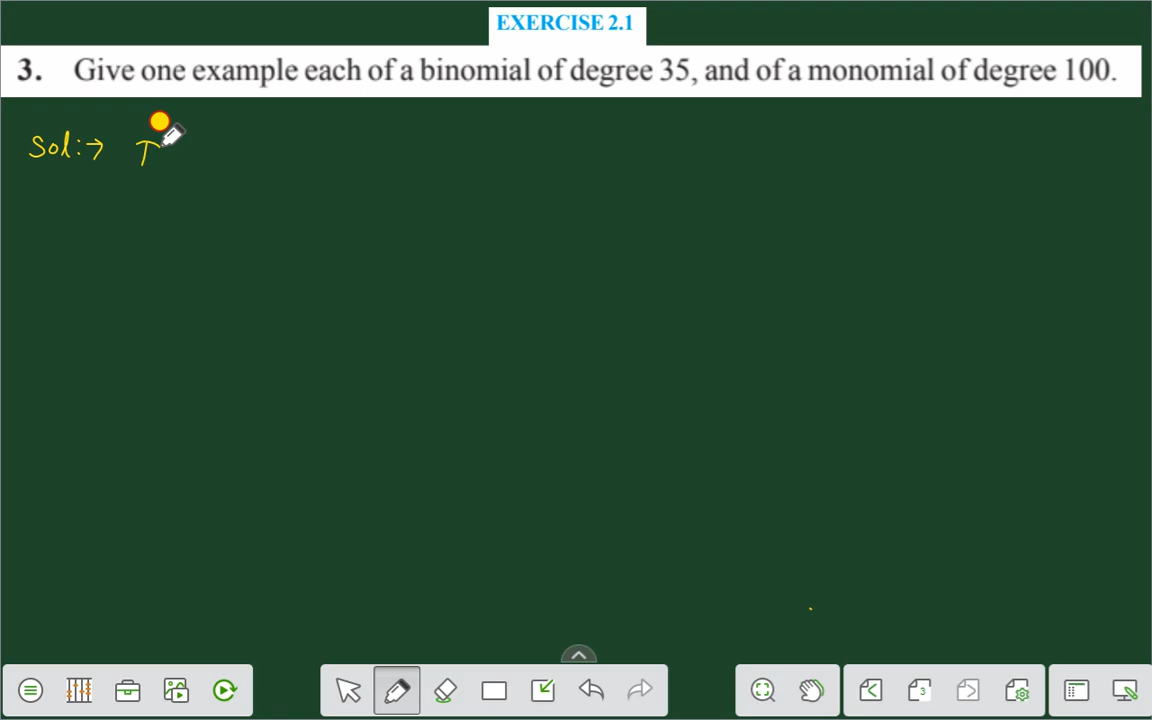 EXERCISE 2.1
3. Give one example each of a binomial of degree 35, and of a monomial of degree 100.
Sol:→ T
3